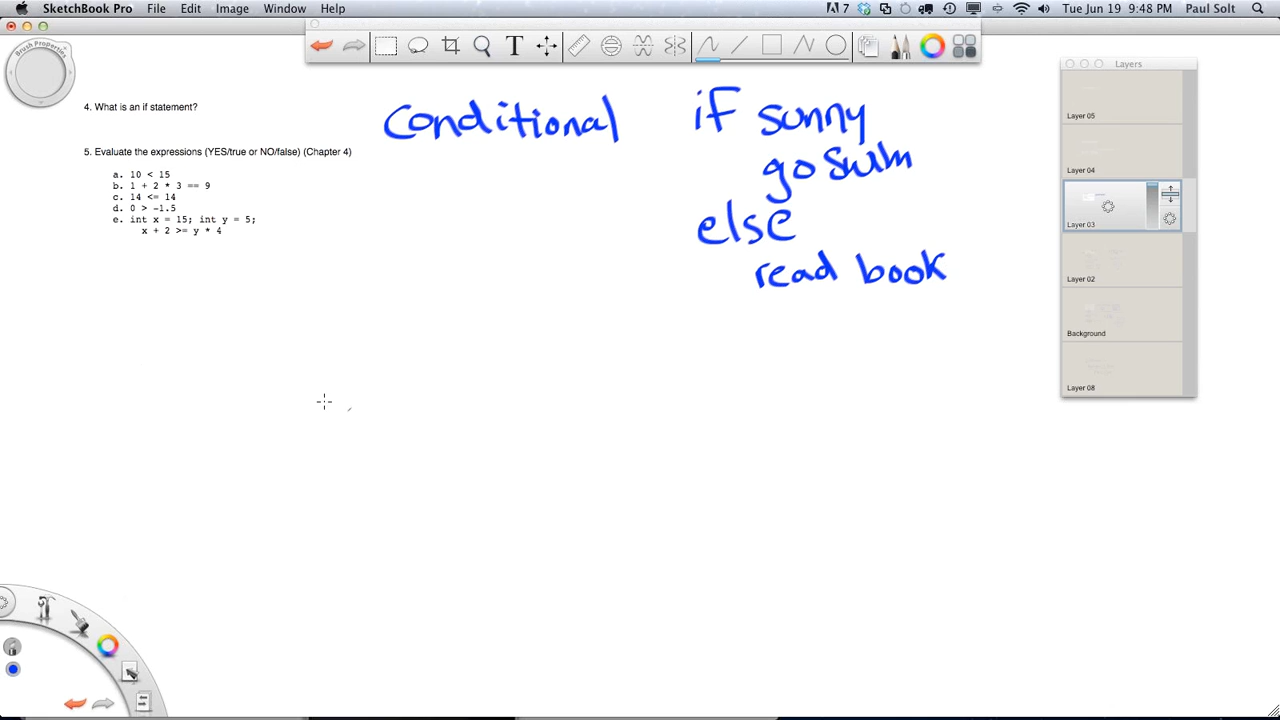 SketchBook Pro File Edit Image Window Help 7 Tue Jun 19 9:48 PM Paul Solt
Brush Properties
T
Layers
4. What is an if statement?
5. Evaluate the expressions (YES/true or NO/false) (Chapter 4)
a. 10 < 15
b. 1 + 2 * 3 == 9
c. 14 <= 14
d. 0 > -1.5
e. int x = 15; int y = 5;
x + 2 >= y * 4
Conditional
if sunny
go swim
else
read book
Layer 05
Layer 04
Layer 03
Layer 02
Background
Layer 08